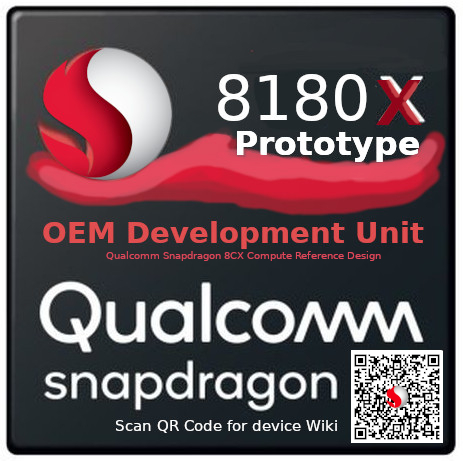 8180X
Prototype
OEM Development Unit
Qualcomm Snapdragon 8CX Compute Reference Design
Qualcomm
snapdragon
Scan QR Code for device Wiki